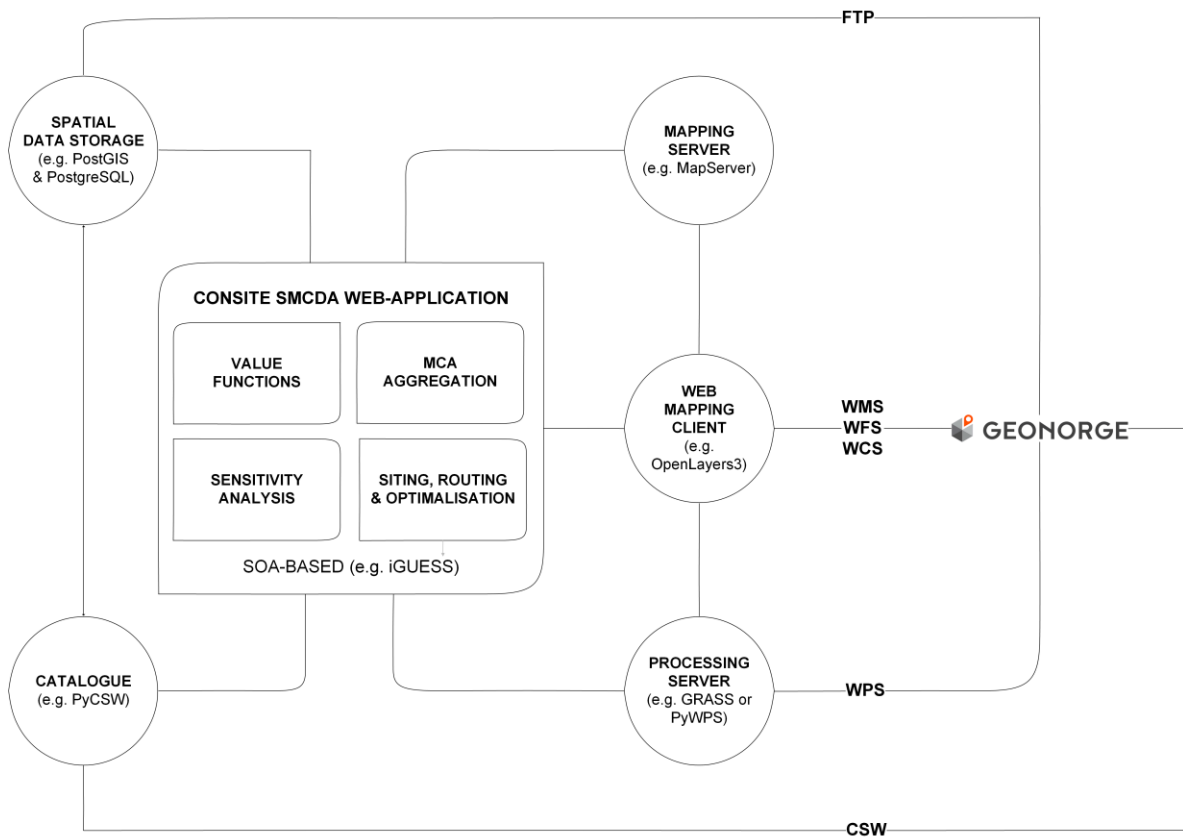 FTP
SPATIAL
DATA STORAGE
(e.g. PostGIS
& PostgreSQL)
MAPPING
SERVER
(e.g. MapServer)
CONSITE SMCDA WEB-APPLICATION
VALUE
FUNCTIONS
MCA
AGGREGATION
SENSITIVITY
ANALYSIS
SITING, ROUTING
& OPTIMALISATION
SOA-BASED (e.g. iGUESS)
WEB
MAPPING
CLIENT
(e.g.
OpenLayers3)
WMS
WFS
WCS
GEONORGE
CATALOGUE
(e.g. PyCSW)
PROCESSING
SERVER
(e.g. GRASS or
PyWPS)
WPS
CSW